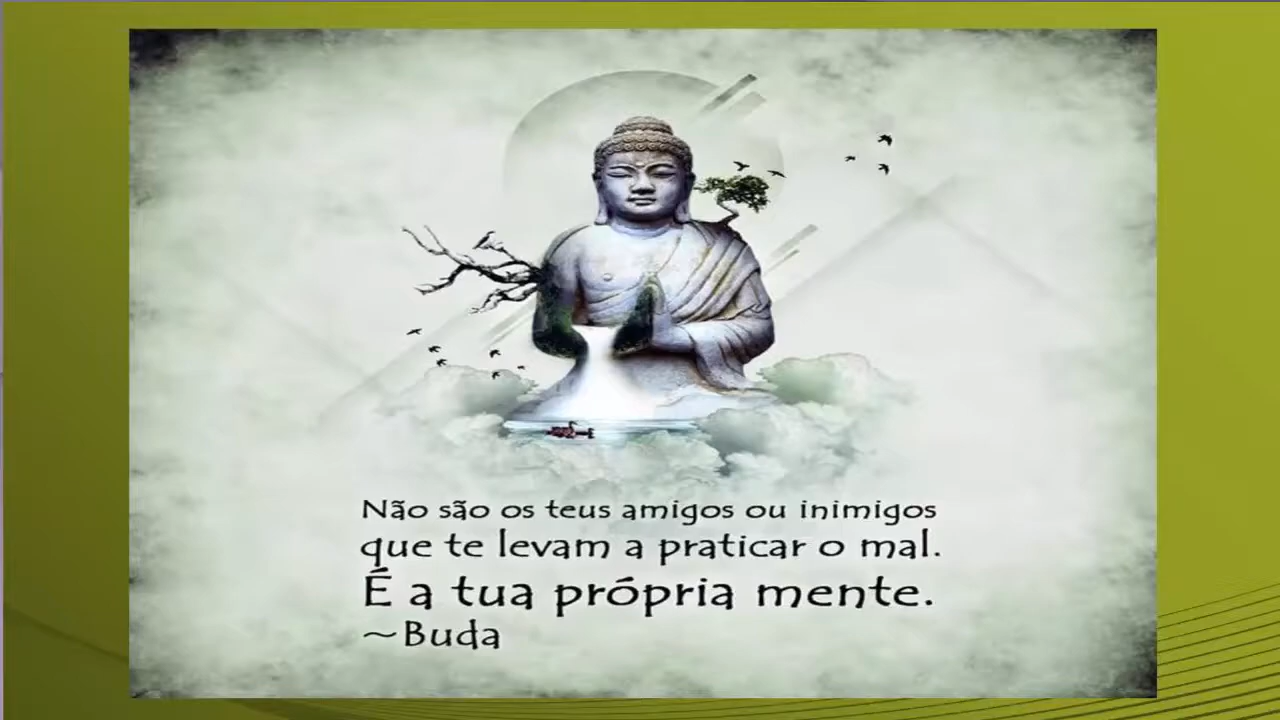 Não são os teus amigos ou inimigos
que te levam a praticar o mal.
É a tua própria mente.
~Buda